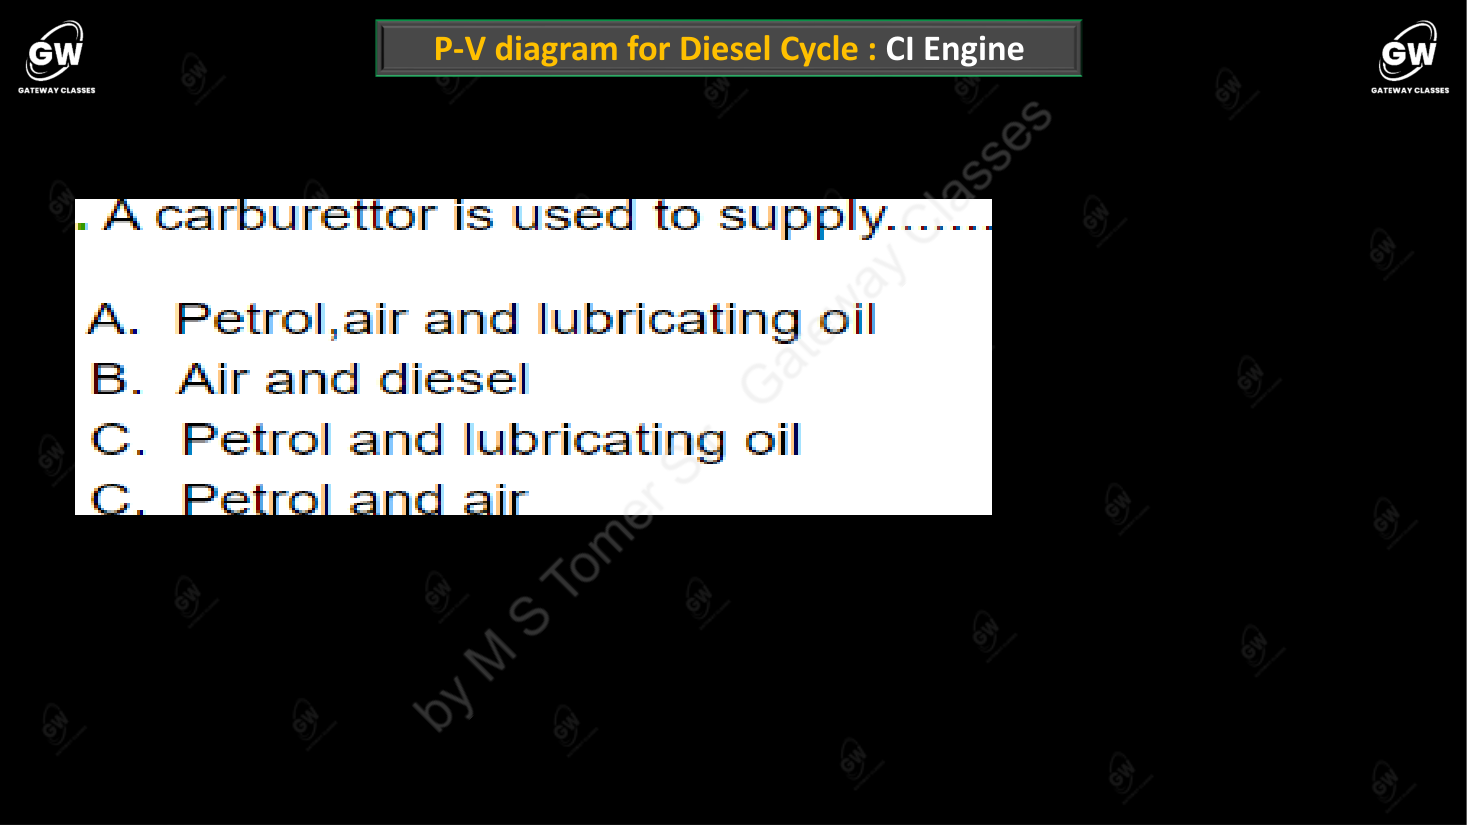 GW
GATEWAY CLASSES
P-V diagram for Diesel Cycle : CI Engine
GW
GATEWAY CLASSES
. A carburettor is used to supply.......
A. Petrol,air and lubricating oil
B. Air and diesel
C. Petrol and lubricating oil
C. Petrol and air
by M S Tomer S Gateway Classes